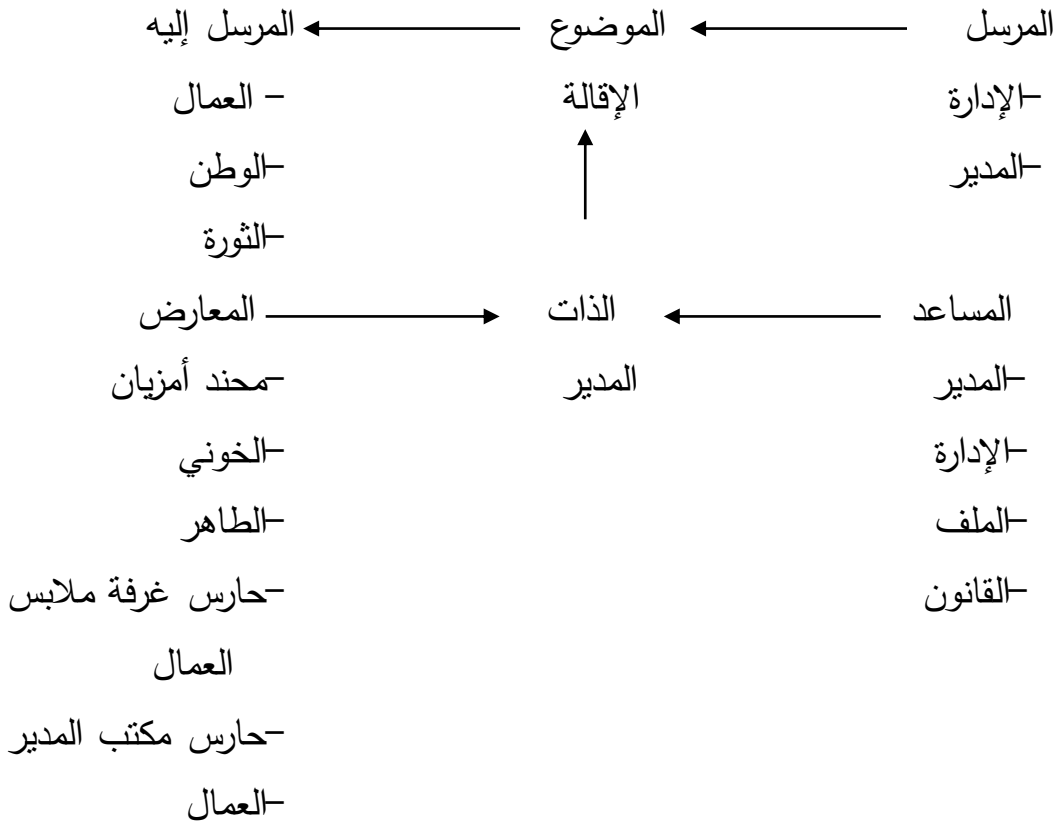 المرسل الموضوع المرسل إليه
–الإدارة الإقالة – العمال
–المدير –الوطن
–الثورة
المساعد الذات المعارض
–المدير المدير –محند أمزيان
–الإدارة –الخوني
–الملف –الطاهر
–القانون –حارس غرفة ملابس
العمال
–حارس مكتب المدير
–العمال